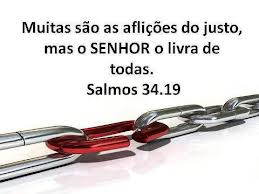 Muitas são as aflições do justo,
mas o SENHOR o livra de
todas.
Salmos 34.19